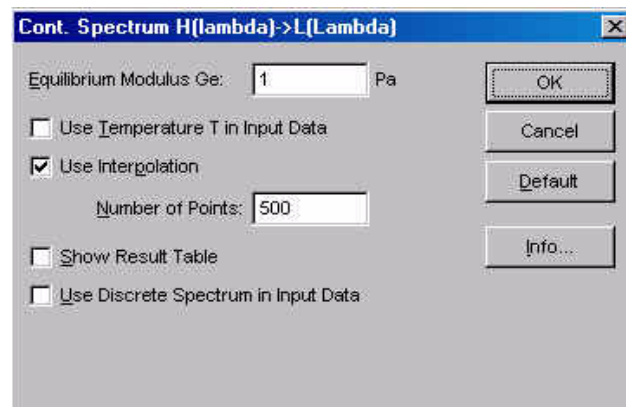 Cont. Spectrum H(lambda)->L(Lambda)
Equilibrium Modulus Ge: 1 Pa
OK
Use Temperature T in Input Data
Cancel
Use Interpolation
Default
Number of Points: 500
Info...
Show Result Table
Use Discrete Spectrum in Input Data